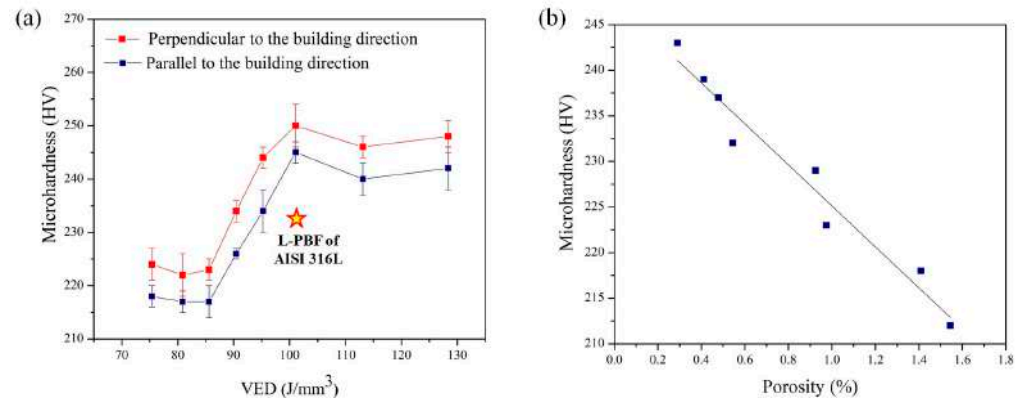 (a)
270
260
250
240
230
220
210
Microhardness (HV)
Perpendicular to the building direction
Parallel to the building direction
L-PBF of
AISI 316L
70 80 90 100 110 120 130
VED (J/mm³)
(b)
245
240
235
230
225
220
215
210
Microhardness (HV)
0.0 0.2 0.4 0.6 0.8 1.0 1.2 1.4 1.6 1.8
Porosity (%)